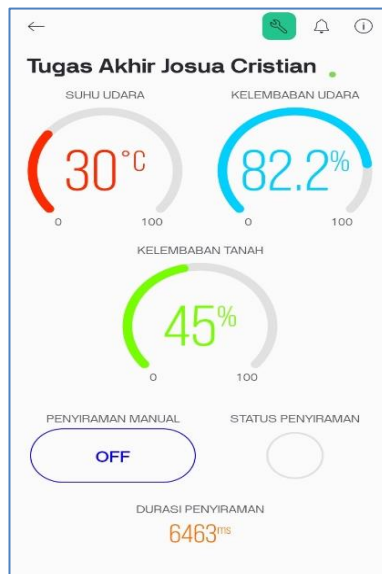 Tugas Akhir Josua Cristian
SUHU UDARA
KELEMBABAN UDARA
30°C
82.2%
0 100
0 100
KELEMBABAN TANAH
45%
0 100
PENYIRAMAN MANUAL
STATUS PENYIRAMAN
OFF
DURASI PENYIRAMAN
6463ms